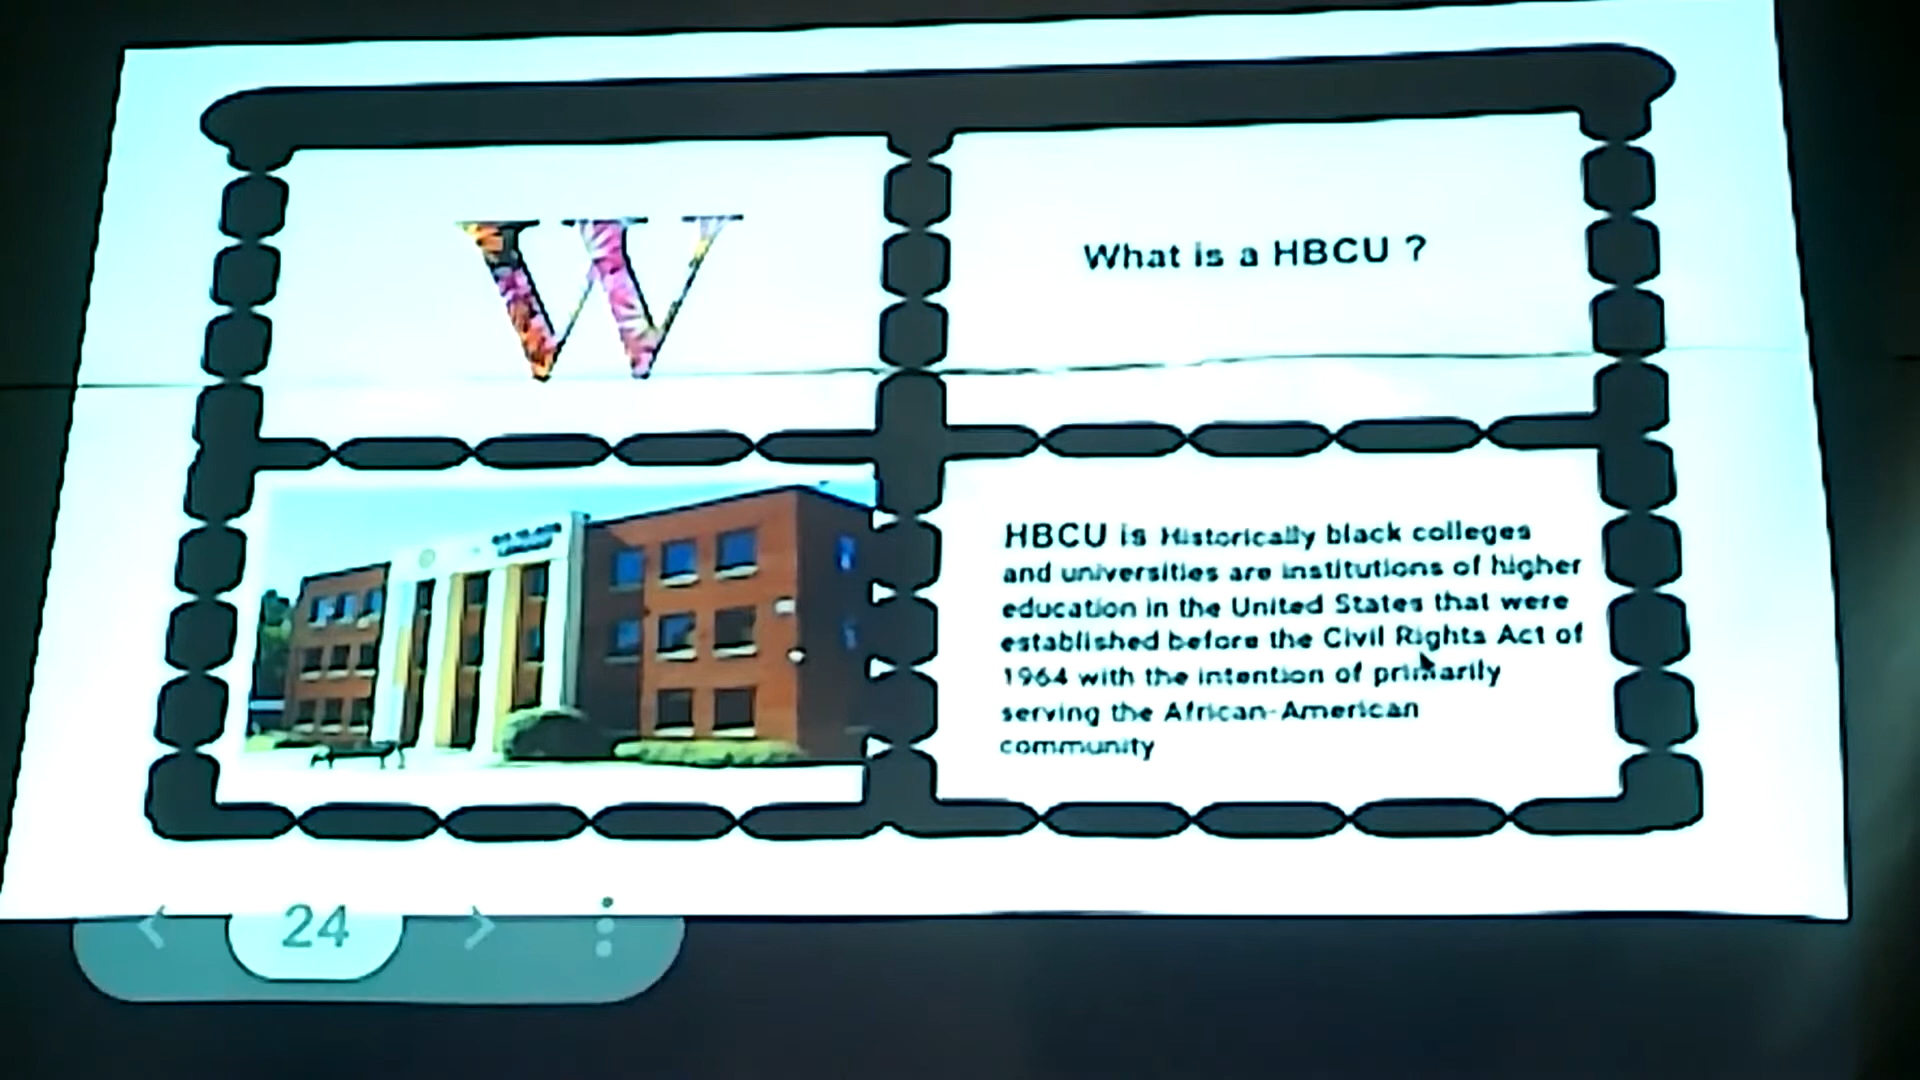 W
What is a HBCU ?
HBCU is Historically black colleges
and universities are institutions of higher
education in the United States that were
established before the Civil Rights Act of
1964 with the intention of primarily
serving the African-American
community
24